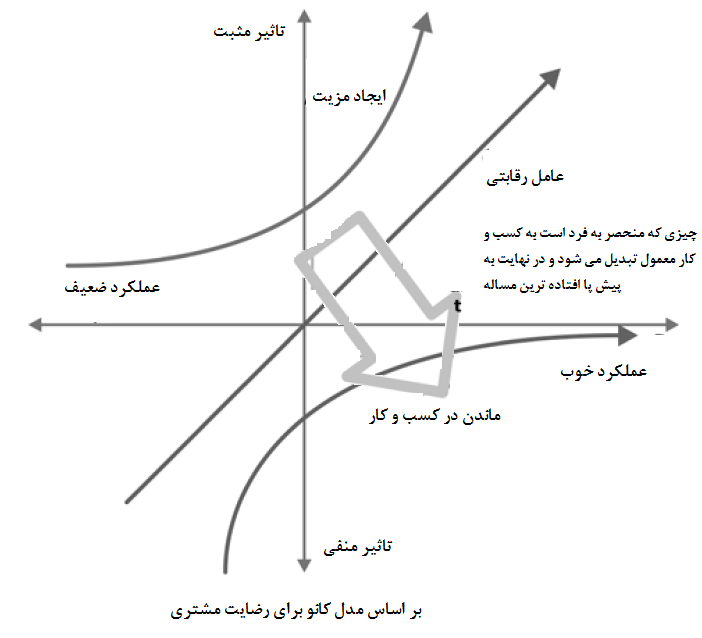 تاثیر مثبت
ایجاد مزیت
عامل رقابتی
چیزی که منحصر به فرد است به کسب و
کار معمول تبدیل می شود و در نهایت به
پیش پا افتاده ترین مساله
عملکرد ضعیف
t
عملکرد خوب
ماندن در کسب و کار
تاثیر منفی
بر اساس مدل کانو برای رضایت مشتری